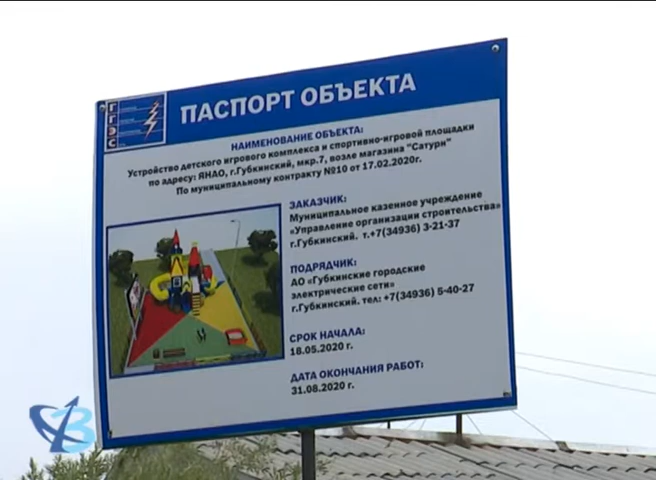 ГГЭС
ПАСПОРТ ОБЪЕКТА
НАИМЕНОВАНИЕ ОБЪЕКТА:
Устройство детского игрового комплекса и спортивно-игровой площадки
по адресу: ЯНАО, г.Губкинский, мкр.7, возле магазина "Сатурн"
По муниципальному контракту №10 от 17.02.2020г.
ЗАКАЗЧИК:
Муниципальное казенное учреждение
«Управление организации строительства»
г.Губкинский. т.+7(34936) 3-21-37
ПОДРЯДЧИК:
АО «Губкинские городские
электрические сети»
г.Губкинский. тел: +7(34936) 5-40-27
СРОК НАЧАЛА:
18.05.2020 г.
ДАТА ОКОНЧАНИЯ РАБОТ:
31.08.2020 г.